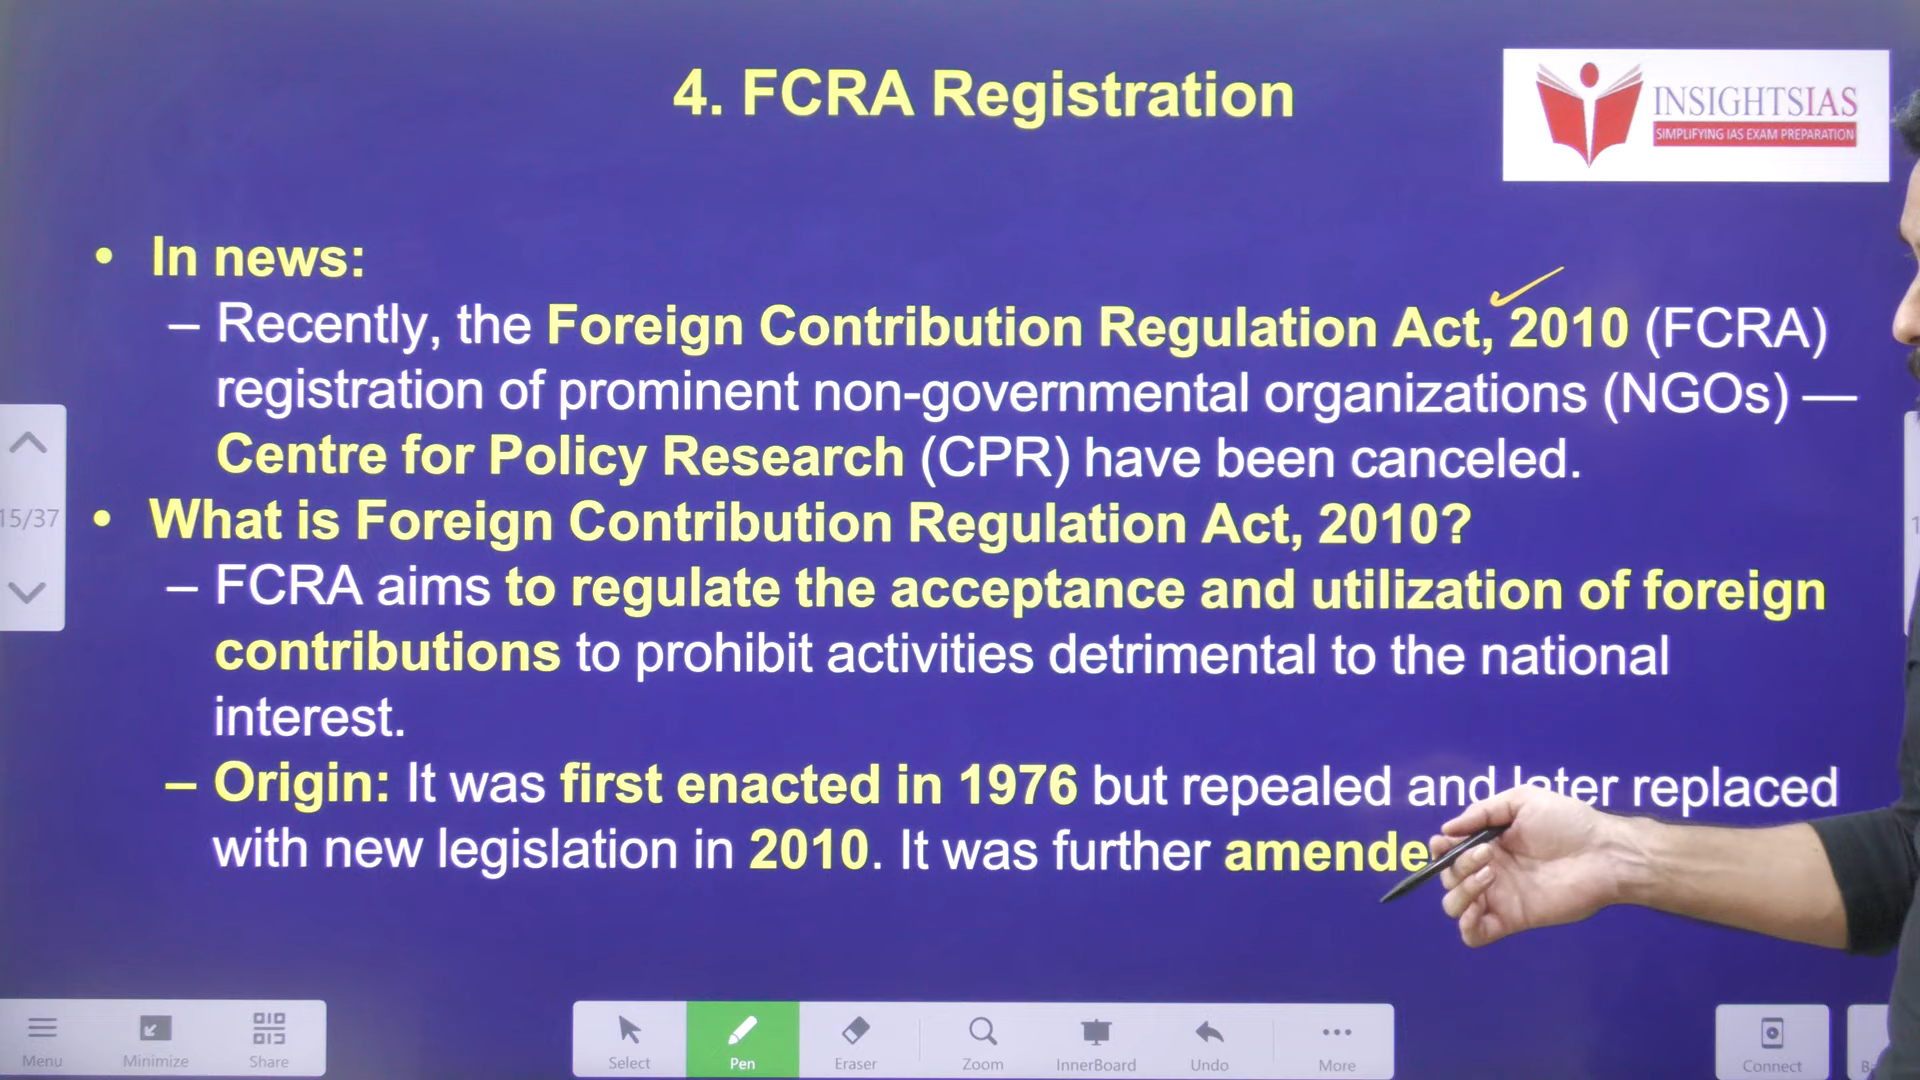 4. FCRA Registration
INSIGHTSIAS
SIMPLIFYING IAS EXAM PREPARATION
• In news:
– Recently, the Foreign Contribution Regulation Act, 2010 (FCRA)
registration of prominent non-governmental organizations (NGOs) —
Centre for Policy Research (CPR) have been canceled.
15/37
• What is Foreign Contribution Regulation Act, 2010?
– FCRA aims to regulate the acceptance and utilization of foreign
contributions to prohibit activities detrimental to the national
interest.
– Origin: It was first enacted in 1976 but repealed and later replaced
with new legislation in 2010. It was further
Menu Minimize Share Select Pen Eraser Zoom InnerBoard Undo More Connect